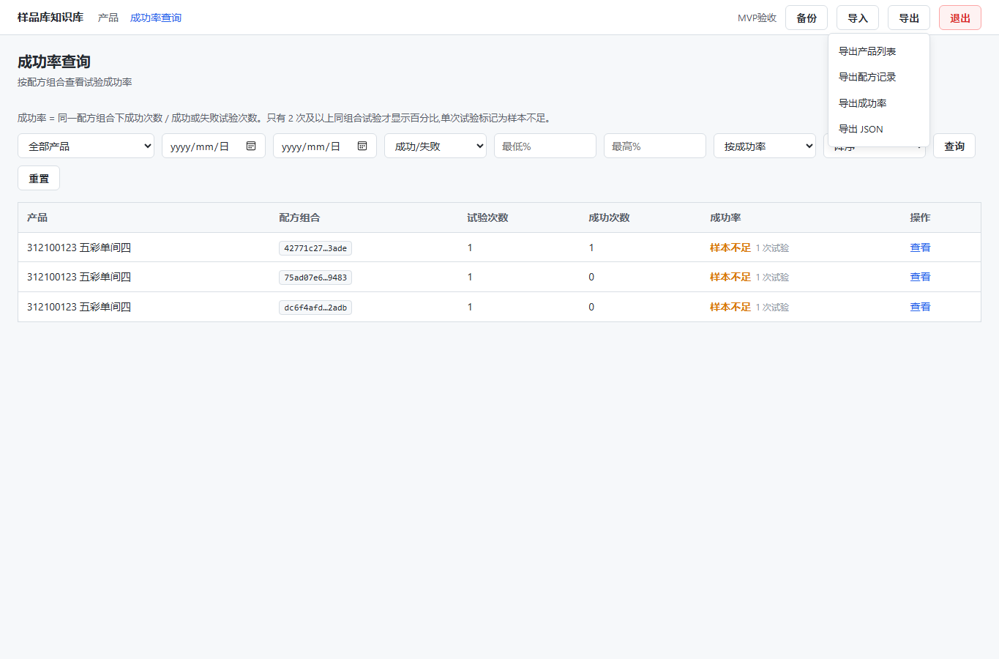 样品库知识库 产品 成功率查询 MVP验收 备份 导入 导出 退出
导出产品列表
导出配方记录
导出成功率
导出 JSON
成功率查询
按配方组合查看试验成功率
成功率 = 同一配方组合下成功次数 / 成功或失败试验次数。只有 2 次及以上同组合试验才显示百分比,单次试验标记为样本不足。
全部产品 yyyy/mm/日 yyyy/mm/日 成功/失败 最低% 最高% 按成功率 降序 查询
重置
产品 配方组合 试验次数 成功次数 成功率 操作
312100123 五彩单间四 42771c27…3ade 1 1 样本不足 1 次试验 查看
312100123 五彩单间四 75ad07e6…9483 1 0 样本不足 1 次试验 查看
312100123 五彩单间四 dc6f4afd…2adb 1 0 样本不足 1 次试验 查看